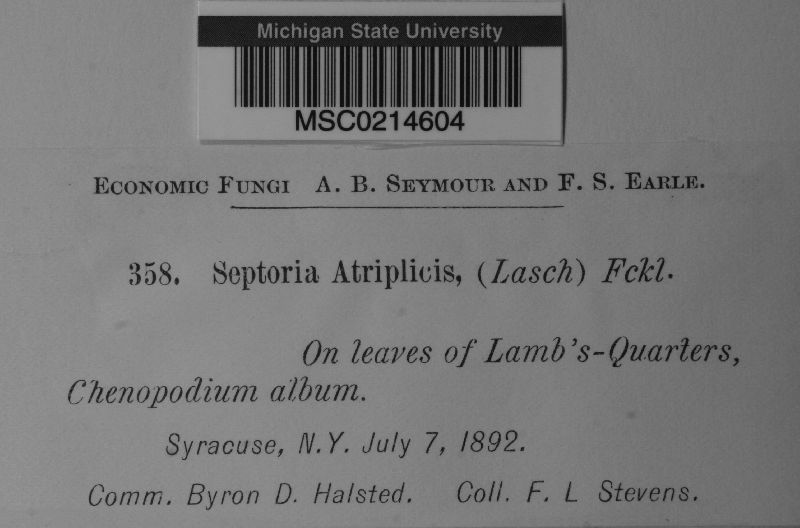 Michigan State University
MSC0214604
Economic Fungi A. B. Seymour and F. S. Earle.
358. Septoria Atriplicis, (Lasch) Fckl.
On leaves of Lamb's-Quarters,
Chenopodium album.
Syracuse, N.Y. July 7, 1892.
Comm. Byron D. Halsted. Coll. F. L Stevens.